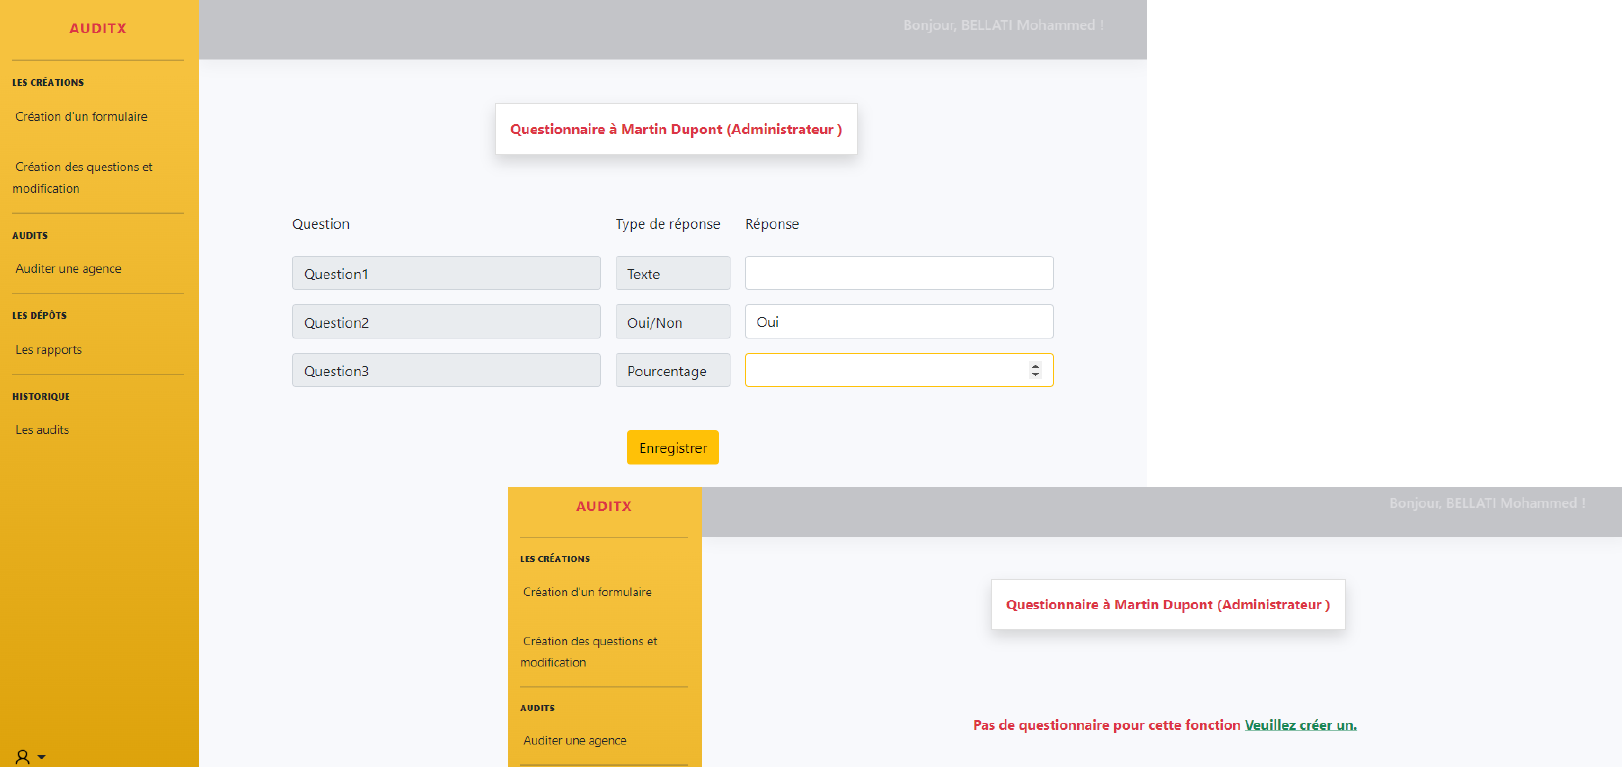 AUDITX
Bonjour, BELLATI Mohammed !
LES CRÉATIONS
Création d'un formulaire
Création des questions et
modification
AUDITS
Auditer une agence
LES DÉPÔTS
Les rapports
HISTORIQUE
Les audits
Questionnaire à Martin Dupont (Administrateur )
Question Type de réponse Réponse
Question1 Texte
Question2 Oui/Non Oui
Question3 Pourcentage
Enregistrer
AUDITX
Bonjour, BELLATI Mohammed !
LES CRÉATIONS
Création d'un formulaire
Création des questions et
modification
AUDITS
Auditer une agence
Questionnaire à Martin Dupont (Administrateur )
Pas de questionnaire pour cette fonction Veuillez créer un.